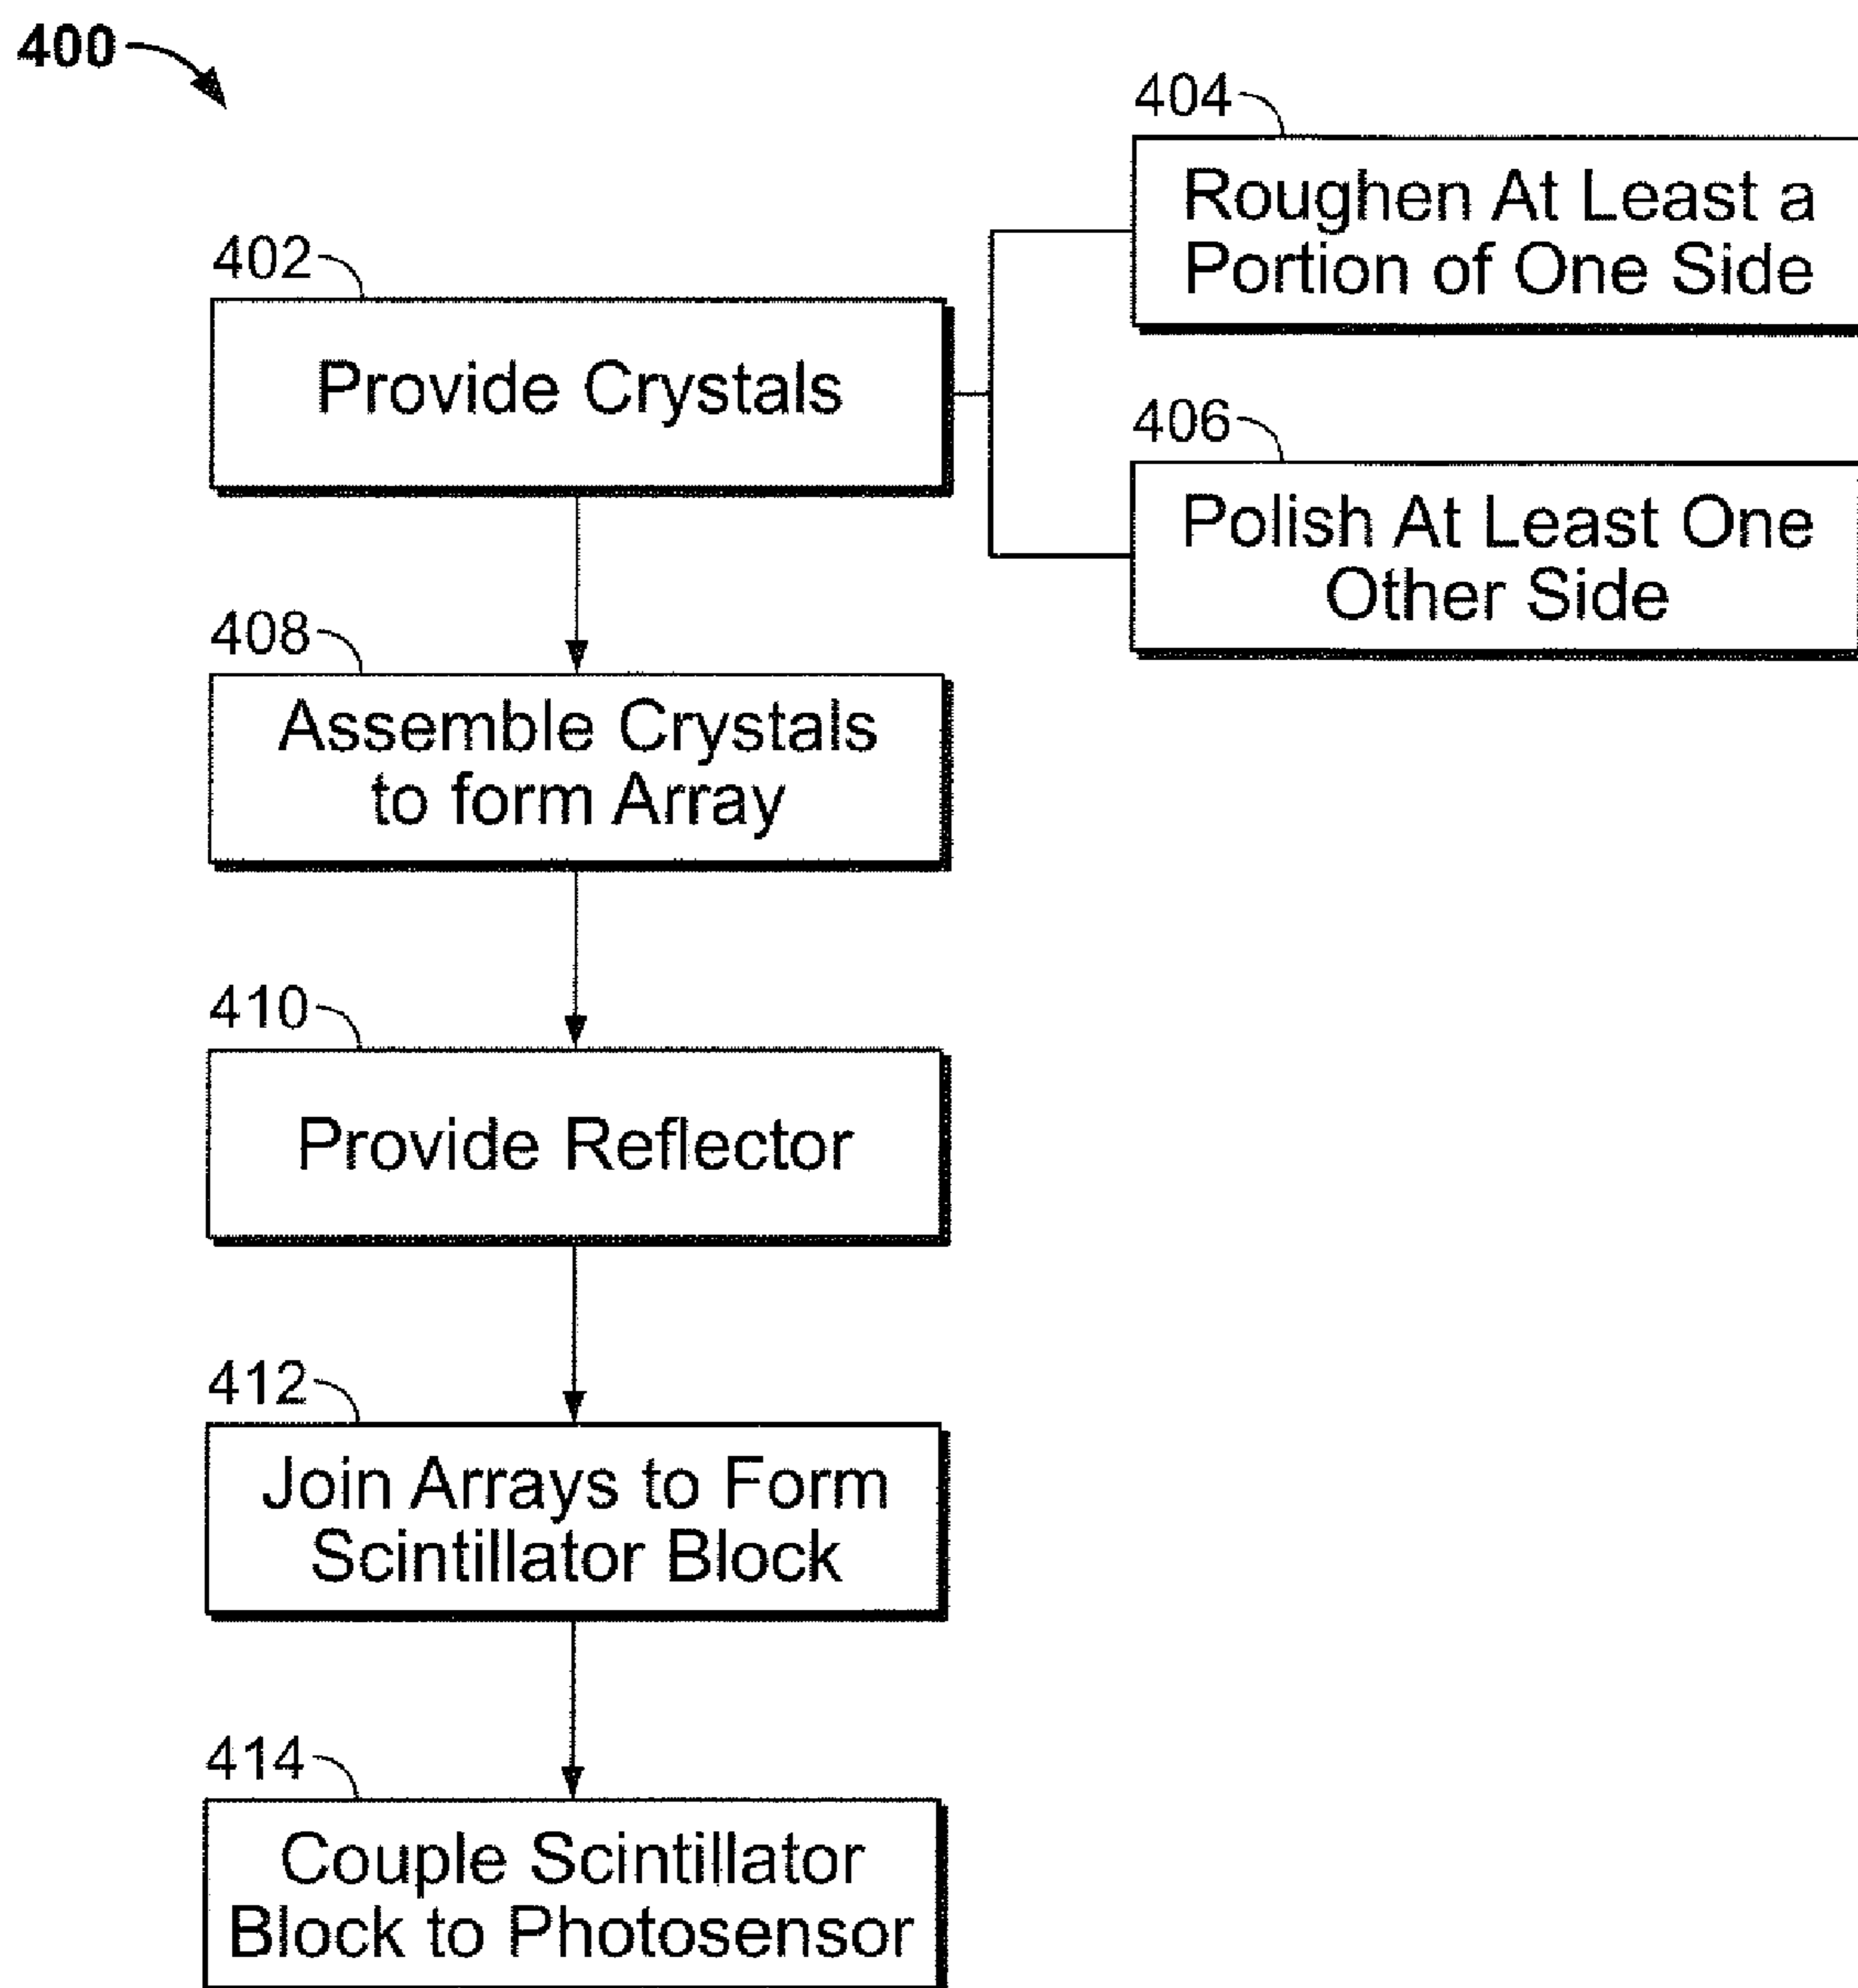 400
404
Roughen At Least a
Portion of One Side
402
Provide Crystals
406
Polish At Least One
Other Side
408
Assemble Crystals
to form Array
410
Provide Reflector
412
Join Arrays to Form
Scintillator Block
414
Couple Scintillator
Block to Photosensor